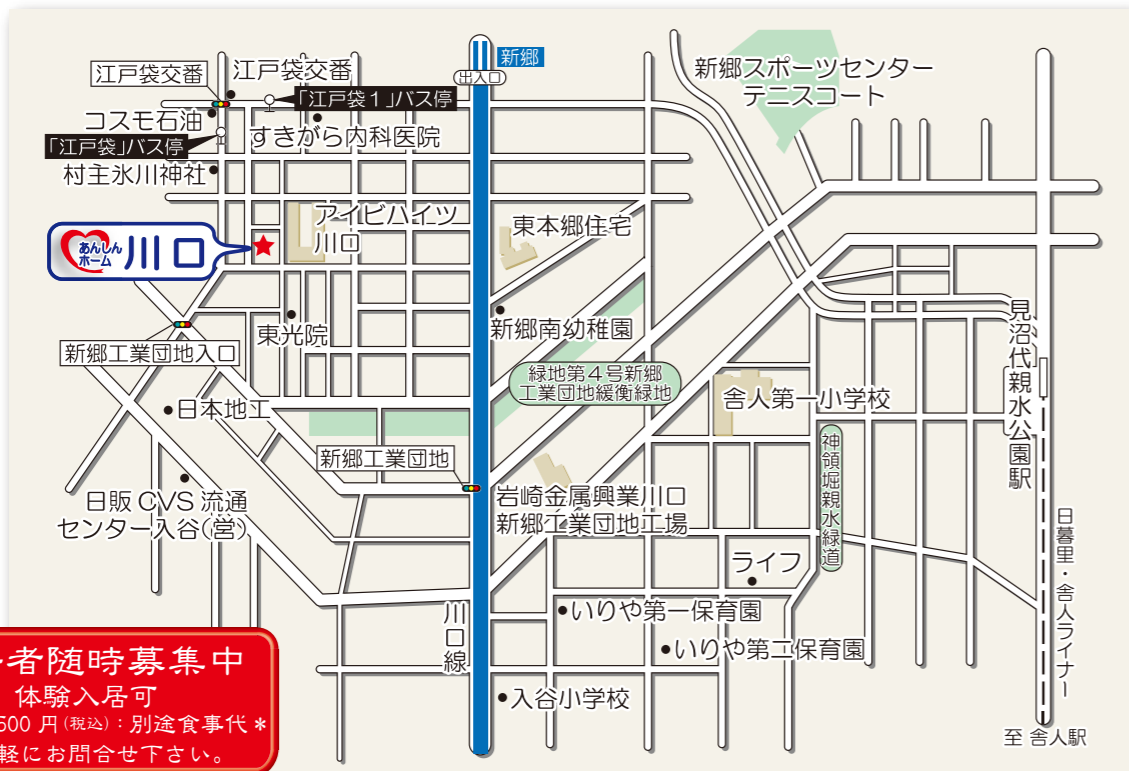 新郷
出入口
江戸袋交番
江戸袋交番
「江戸袋1」バス停
コスモ石油
「江戸袋」バス停
すきがら内科医院
村主氷川神社
新郷スポーツセンター
テニスコート
あんしん
ホーム
川口
アイビハイツ
川口
東本郷住宅
東光院
新郷南幼稚園
新郷工業団地入口
緑地第4号新郷
工業団地緩衝緑地
舎人第一小学校
見沼代親水公園駅
日本地工
新郷工業団地
神領堀親水緑道
日販CVS流通
センター入谷(営)
岩崎金属興業川口
新郷工業団地工場
ライフ
日暮里・舎人ライナー
川口線
いりや第一保育園
いりや第二保育園
入谷小学校
至 舎人駅
者随時募集中
体験入居可
500円(税込):別途食事代*
軽にお問合せ下さい。